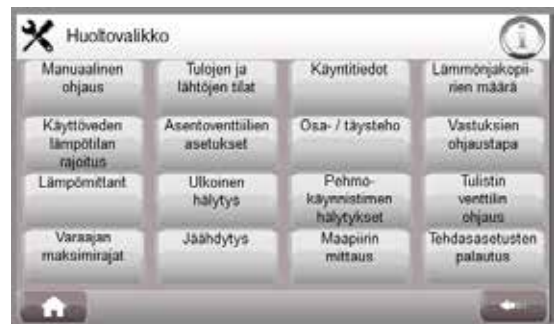 Huoltovalikko
Manuaalinen
ohjaus
Tulojen ja
lähtöjen tilat
Käyntitiedot
Lämmönjakopii-
rien määrä
Käyttöveden
lämpötilan
rajoitus
Asentoventtiilien
asetukset
Osa- / täysteho
Vastuksien
ohjaustapa
Lämpömittarit
Ulkoinen
hälytys
Pehmo-
käynnistimen
hälytykset
Tulistin
venttilin
ohjaus
Varaajan
maksimirajat
Jäähdytys
Maapiirin
mittaus
Tehdasasetusten
palautus